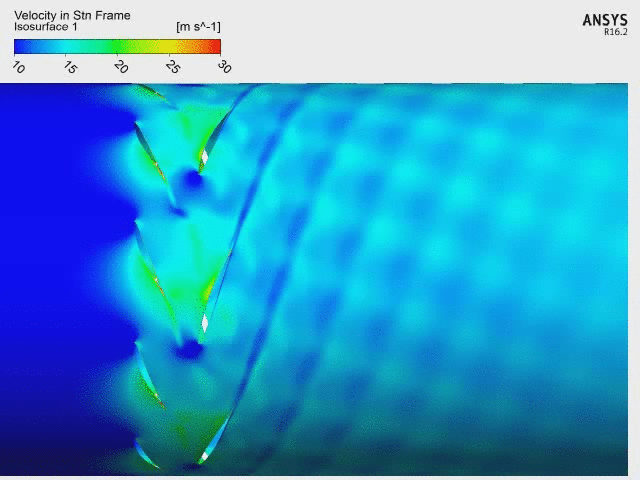 Velocity in Stn Frame
Isosurface 1
[m s^-1]
10 15 20 25 30
ANSYS
R16.2